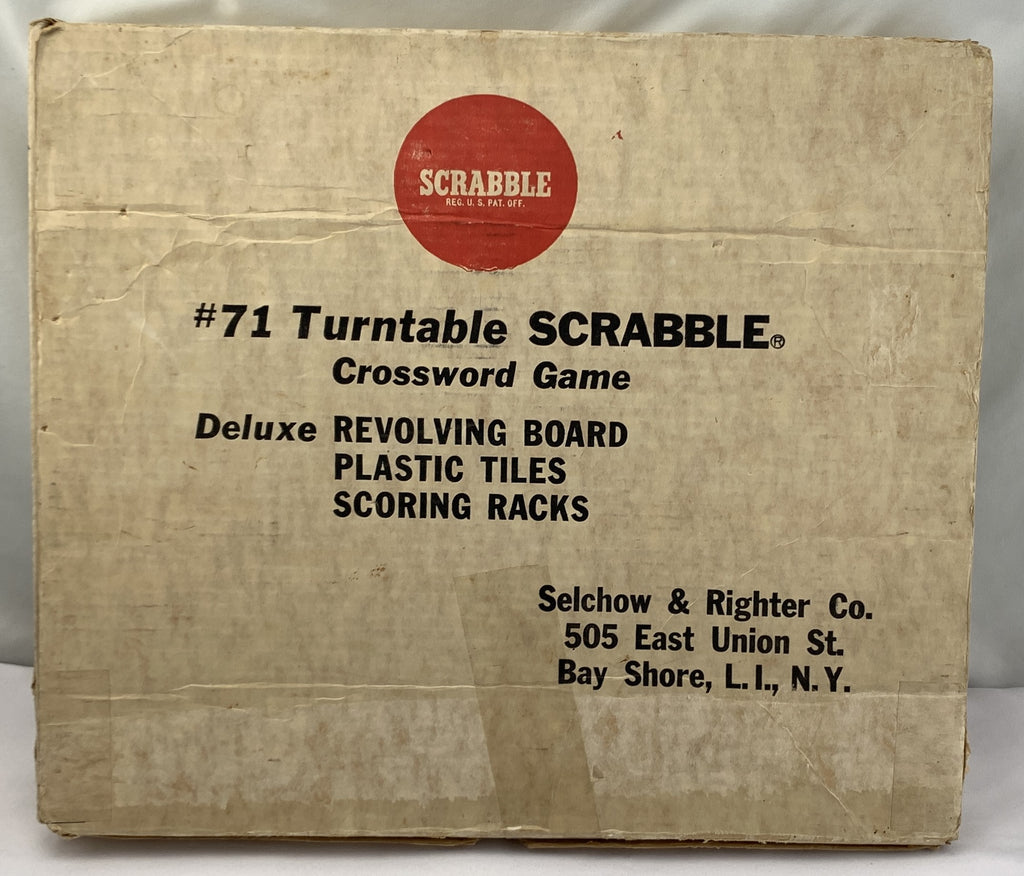 SCRABBLE
REG. U. S. PAT. OFF.
#71 Turntable SCRABBLE®
Crossword Game
Deluxe REVOLVING BOARD
PLASTIC TILES
SCORING RACKS
Selchow & Righter Co.
505 East Union St.
Bay Shore, L.I., N.Y.